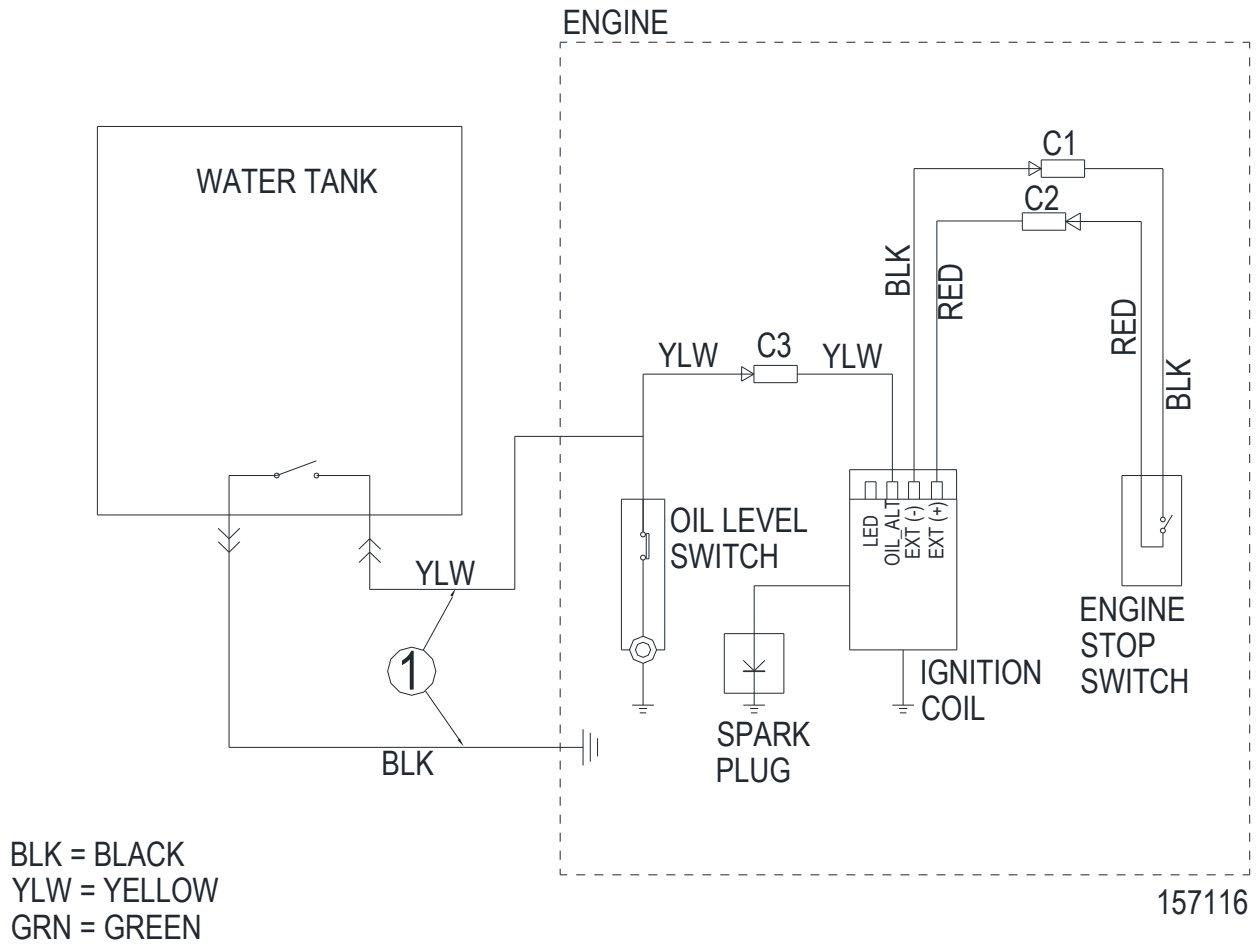 ENGINE
WATER TANK
C1
C2
BLK
RED
RED
BLK
YLW
C3
YLW
LED
OIL_ALT
EXT (-)
EXT (+)
OIL LEVEL
SWITCH
YLW
1
ENGINE
STOP
SWITCH
IGNITION
COIL
SPARK
PLUG
BLK
BLK = BLACK
YLW = YELLOW
GRN = GREEN
157116